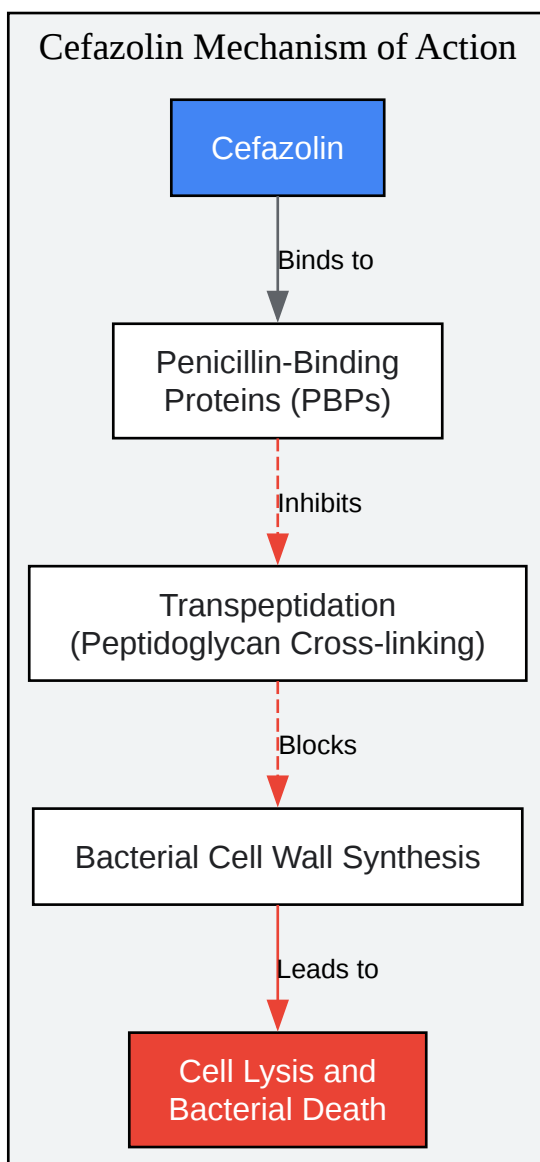 Cefazolin Mechanism of Action
Cefazolin
Binds to
Penicillin-Binding
Proteins (PBPs)
Inhibits
Transpeptidation
(Peptidoglycan Cross-linking)
Blocks
Bacterial Cell Wall Synthesis
Leads to
Cell Lysis and
Bacterial Death